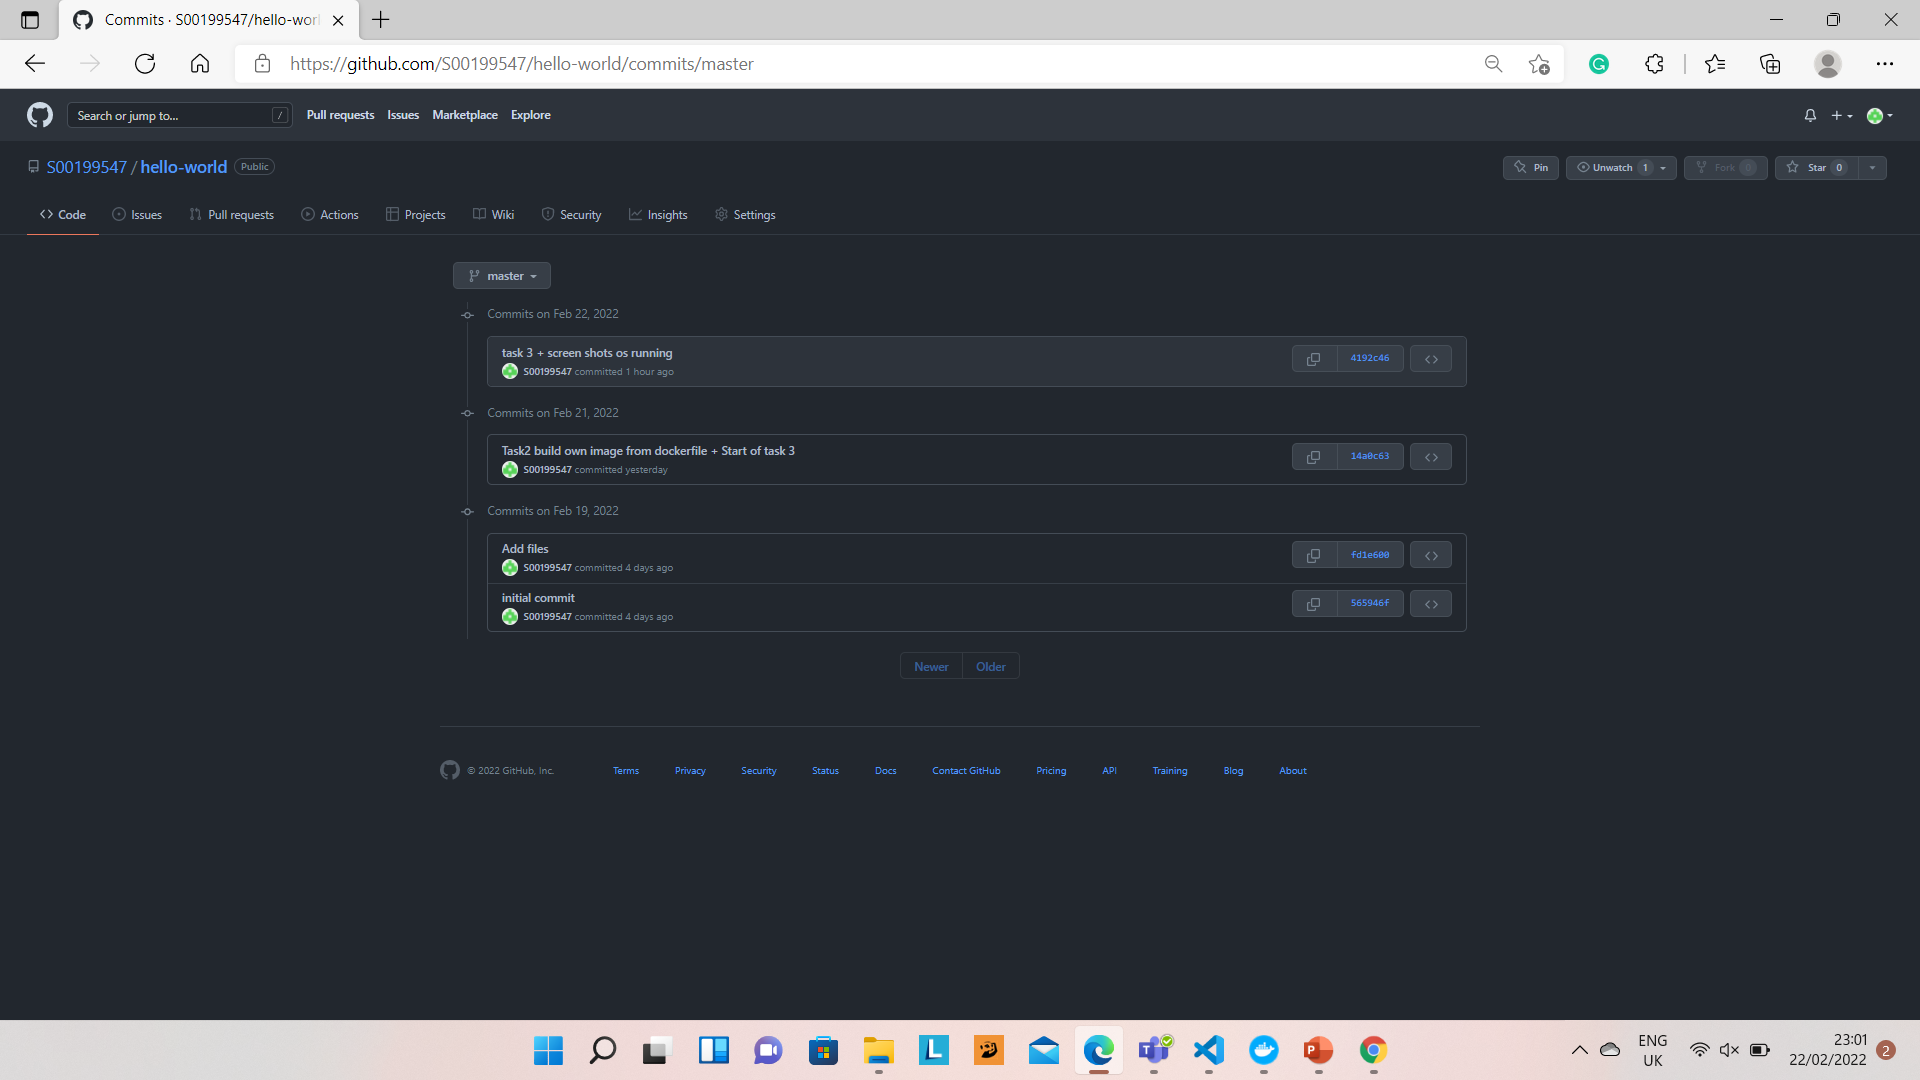 Commits · S00199547/hello-worl
https://github.com/S00199547/hello-world/commits/master
Search or jump to... /
Pull requests Issues Marketplace Explore
S00199547 / hello-world Public
Pin Unwatch 1 Fork 0 Star 0
Code Issues Pull requests Actions Projects Wiki Security Insights Settings
master
Commits on Feb 22, 2022
task 3 + screen shots os running
S00199547 committed 1 hour ago
4192c46
Commits on Feb 21, 2022
Task2 build own image from dockerfile + Start of task 3
S00199547 committed yesterday
14a0c63
Commits on Feb 19, 2022
Add files
S00199547 committed 4 days ago
fd1e600
initial commit
S00199547 committed 4 days ago
565946f
Newer Older
© 2022 GitHub, Inc. Terms Privacy Security Status Docs Contact GitHub Pricing API Training Blog About
ENG
UK
23:01
22/02/2022
2